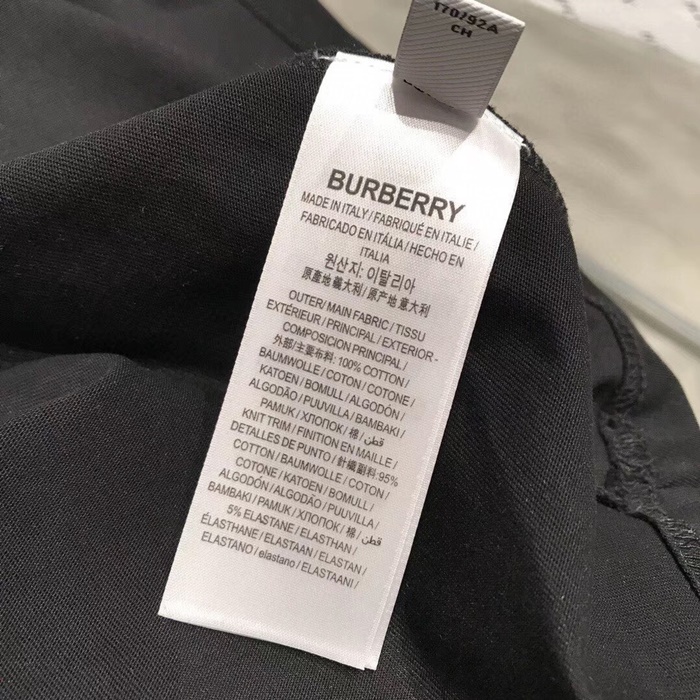 170/92A
CH
BURBERRY
MADE IN ITALY / FABRIQUÉ EN ITALIE /
FABRICADO EN ITÁLIA / HECHO EN
ITALIA
원산지: 이탈리아
原產地義大利 / 原产地意大利
OUTER / MAIN FABRIC / TISSU
EXTÉRIEUR / PRINCIPAL / EXTERIOR -
COMPOSICION PRINCIPAL /
外部/主要布料: 100% COTTON /
BAUMWOLLE / COTON / COTONE /
KATOEN / BOMULL / ALGODÓN /
ALGODÃO / PUUVILLA / BAMBAKI /
PAMUK / ХЛОПОК / 棉 / قطن /
KNIT TRIM / FINITION EN MAILLE /
DETALLES DE PUNTO / 針織副料: 95%
COTTON / BAUMWOLLE / COTON /
COTONE / KATOEN / BOMULL /
ALGODÓN / ALGODÃO / PUUVILLA /
BAMBAKI / PAMUK / ХЛОПОК / 棉 / قطن
5% ELASTANE / ELASTHAN /
ÉLASTHANE / ELASTAAN / ELASTAN /
ELASTANO / elastano / ELASTAANI /